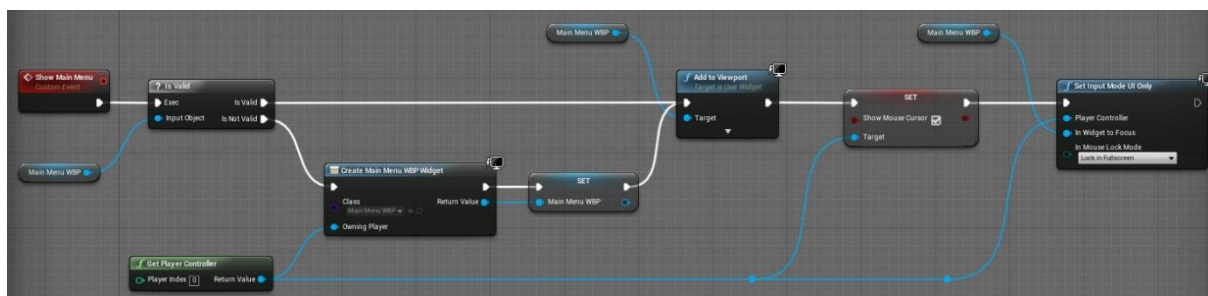 Show Main Menu
Custom Event
Main Menu WBP
? Is Valid
Exec
Is Valid
Input Object
Is Not Valid
Create Main Menu WBP Widget
Class
Main Menu WBP
Return Value
Owning Player
Get Player Controller
Player Index 0
Return Value
SET
Main Menu WBP
Main Menu WBP
f Add to Viewport
Target is User Widget
Target
SET
Show Mouse Cursor
Target
Main Menu WBP
f Set Input Mode UI Only
Player Controller
In Widget to Focus
In Mouse Lock Mode
Lock in Fullscreen